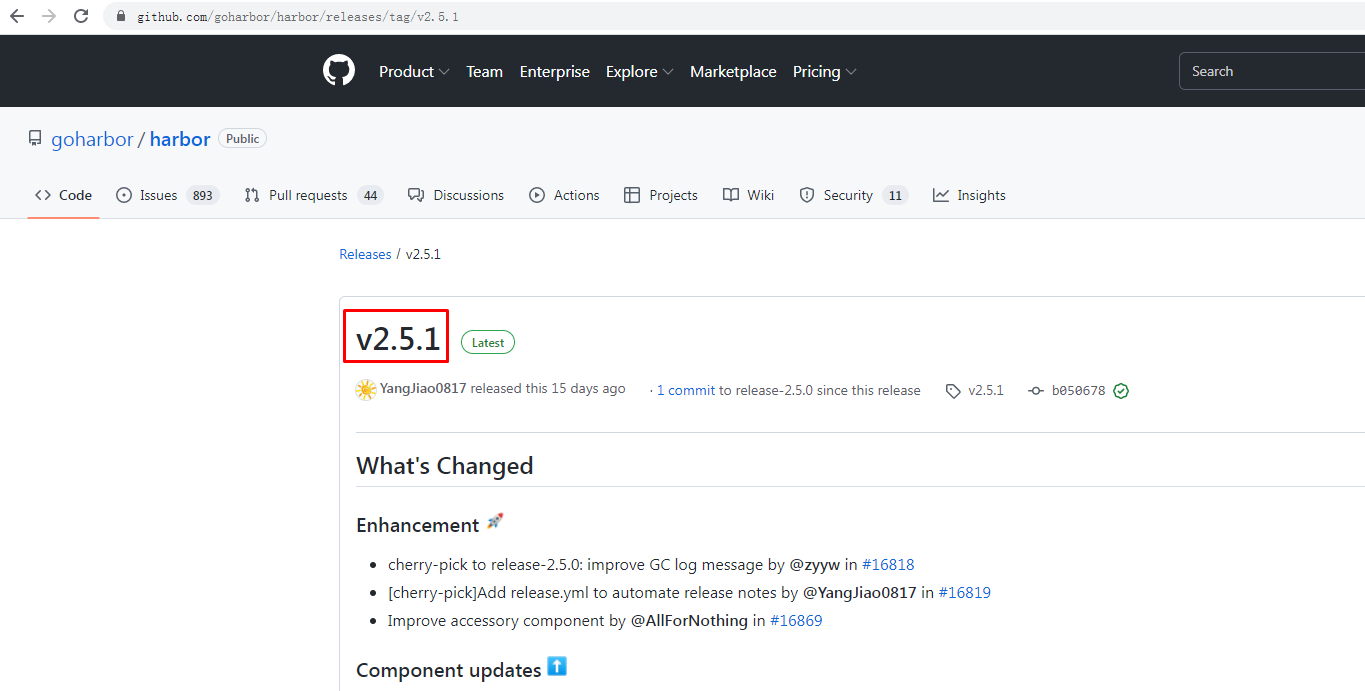 github.com/goharbor/harbor/releases/tag/v2.5.1
Product Team Enterprise Explore Marketplace Pricing Search
goharbor / harbor Public
Code Issues 893 Pull requests 44 Discussions Actions Projects Wiki Security 11 Insights
Releases / v2.5.1
v2.5.1 Latest
YangJiao0817 released this 15 days ago · 1 commit to release-2.5.0 since this release v2.5.1 b050678
What's Changed
Enhancement 🚀
• cherry-pick to release-2.5.0: improve GC log message by @zyyw in #16818
• [cherry-pick]Add release.yml to automate release notes by @YangJiao0817 in #16819
• Improve accessory component by @AllForNothing in #16869
Component updates ⬆️